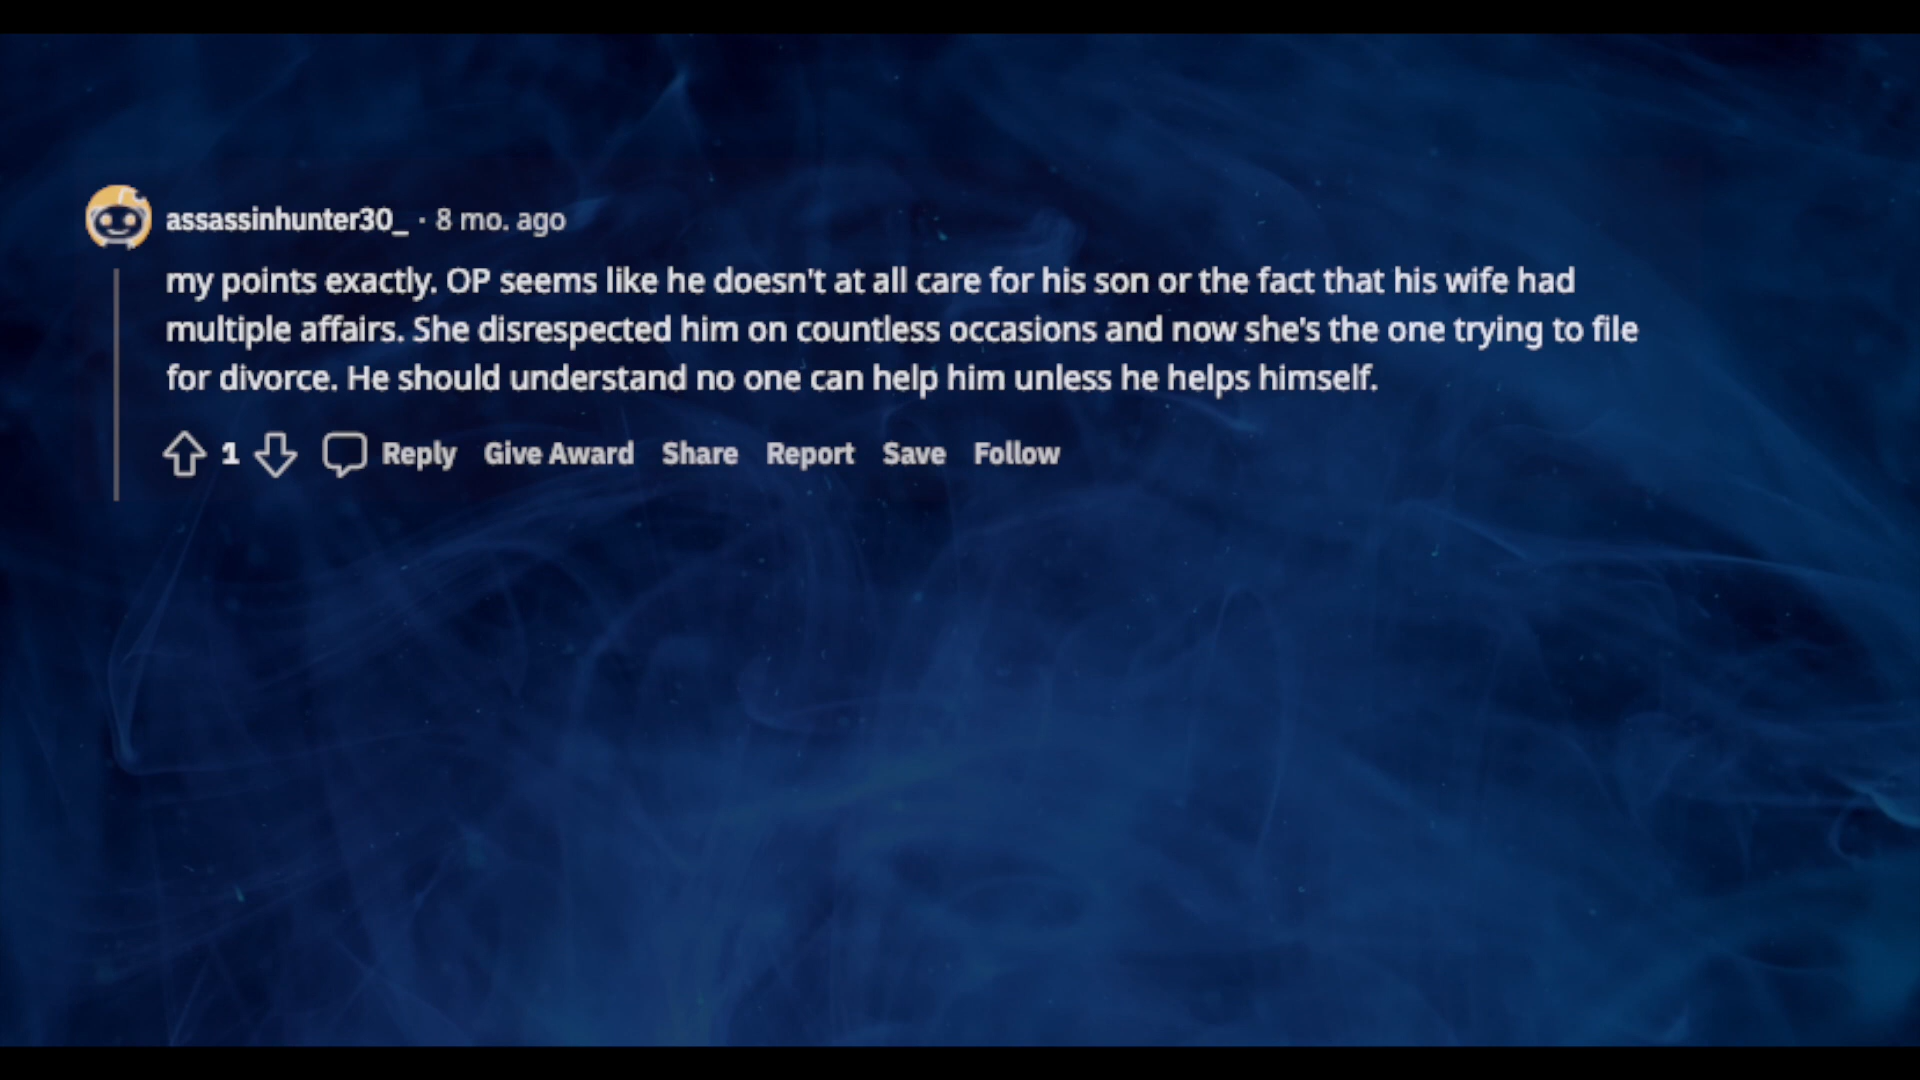 assassinhunter30_ · 8 mo. ago
my points exactly. OP seems like he doesn't at all care for his son or the fact that his wife had
multiple affairs. She disrespected him on countless occasions and now she's the one trying to file
for divorce. He should understand no one can help him unless he helps himself.
1 Reply Give Award Share Report Save Follow